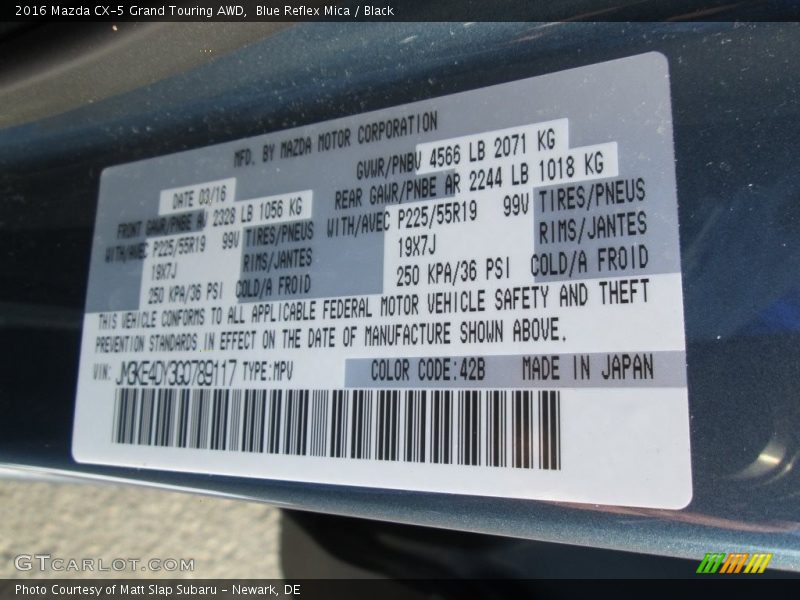 2016 Mazda CX-5 Grand Touring AWD, Blue Reflex Mica / Black
MFD. BY MAZDA MOTOR CORPORATION
DATE 03/16
GVWR/PNBV 4566 LB 2071 KG
FRONT GAWR/PNBE AV 2328 LB 1056 KG
REAR GAWR/PNBE AR 2244 LB 1018 KG
WITH/AVEC P225/55R19 99V TIRES/PNEUS
19X7J RIMS/JANTES
250 KPA/36 PSI COLD/A FROID
WITH/AVEC P225/55R19 99V TIRES/PNEUS
19X7J RIMS/JANTES
250 KPA/36 PSI COLD/A FROID
THIS VEHICLE CONFORMS TO ALL APPLICABLE FEDERAL MOTOR VEHICLE SAFETY AND THEFT
PREVENTION STANDARDS IN EFFECT ON THE DATE OF MANUFACTURE SHOWN ABOVE.
VIN: JM3KE4DY3G0789117 TYPE:MPV COLOR CODE:42B MADE IN JAPAN
GTCARLOT.COM
Photo Courtesy of Matt Slap Subaru - Newark, DE